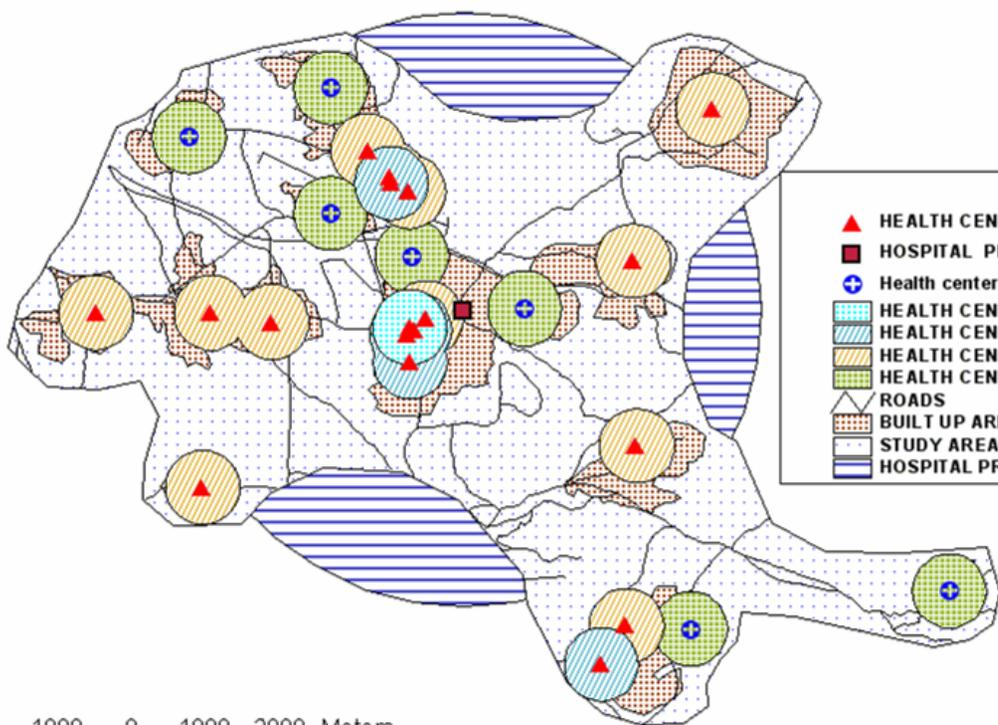 HEALTH CEN
HOSPITAL P
Health center
HEALTH CEN
HEALTH CEN
HEALTH CEN
HEALTH CEN
ROADS
BUILT UP AR
STUDY AREA
HOSPITAL PR
1000 0 1000 2000 Meters